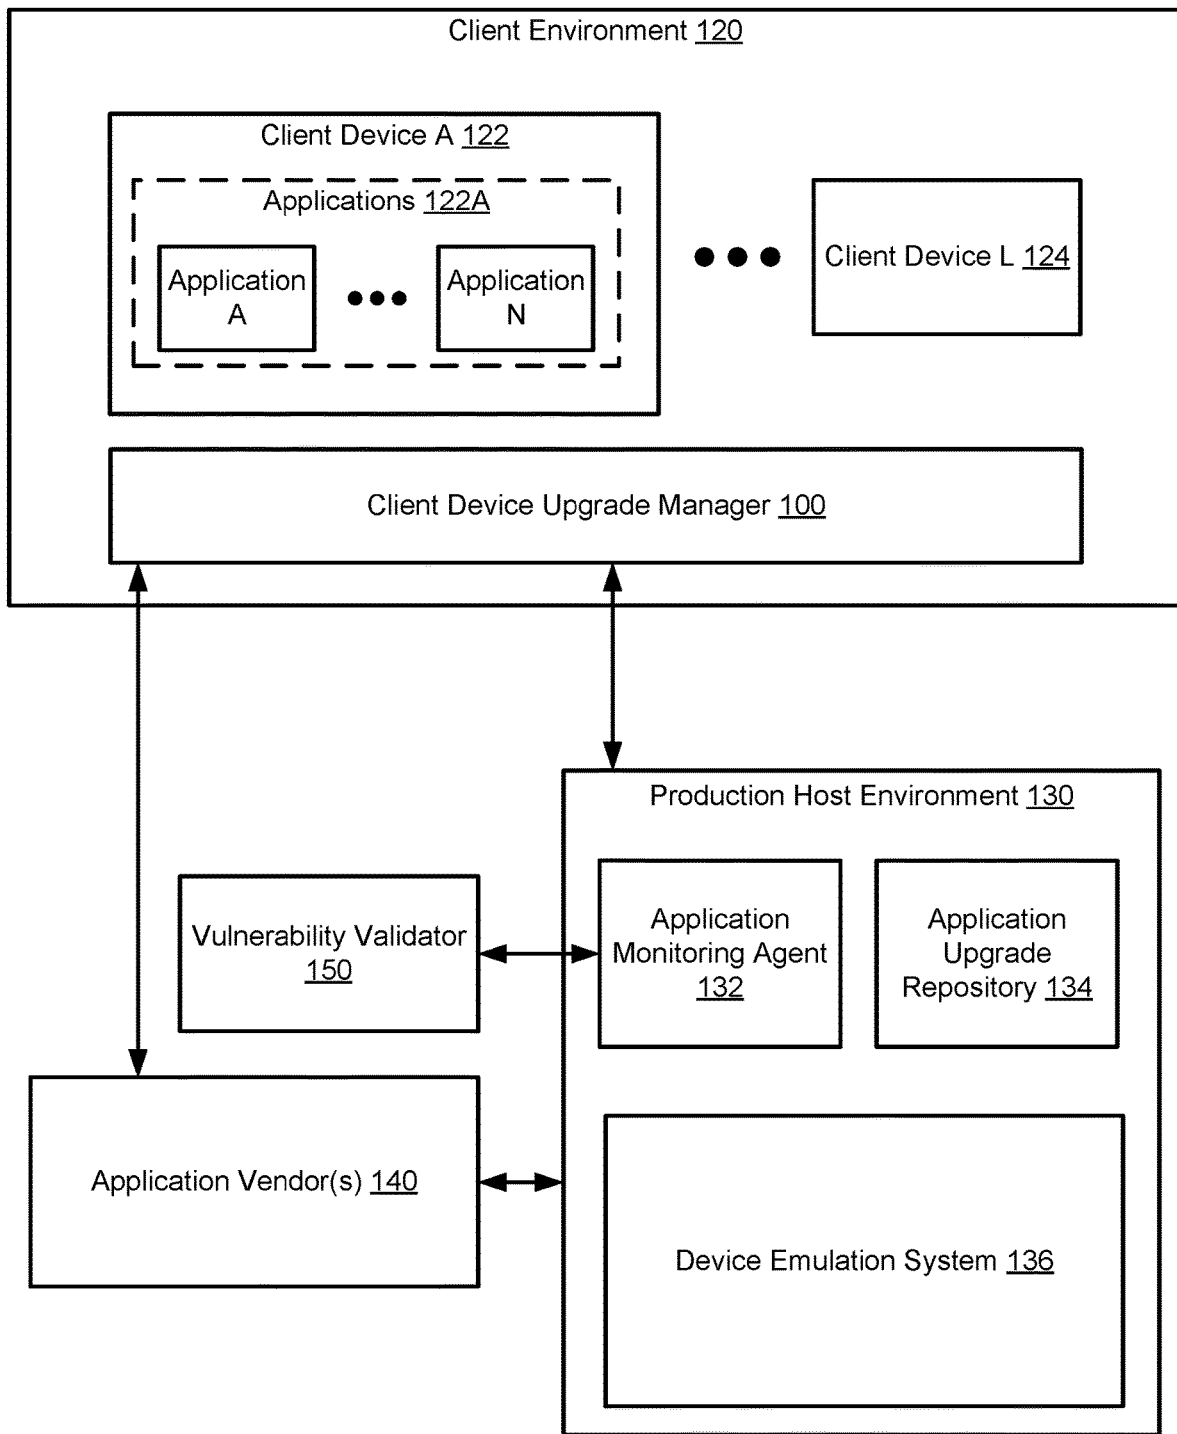 Client Environment 120
Client Device A 122
Applications 122A
Application
A
Application
N
Client Device L 124
Client Device Upgrade Manager 100
Production Host Environment 130
Vulnerability Validator
150
Application
Monitoring Agent
132
Application
Upgrade
Repository 134
Application Vendor(s) 140
Device Emulation System 136